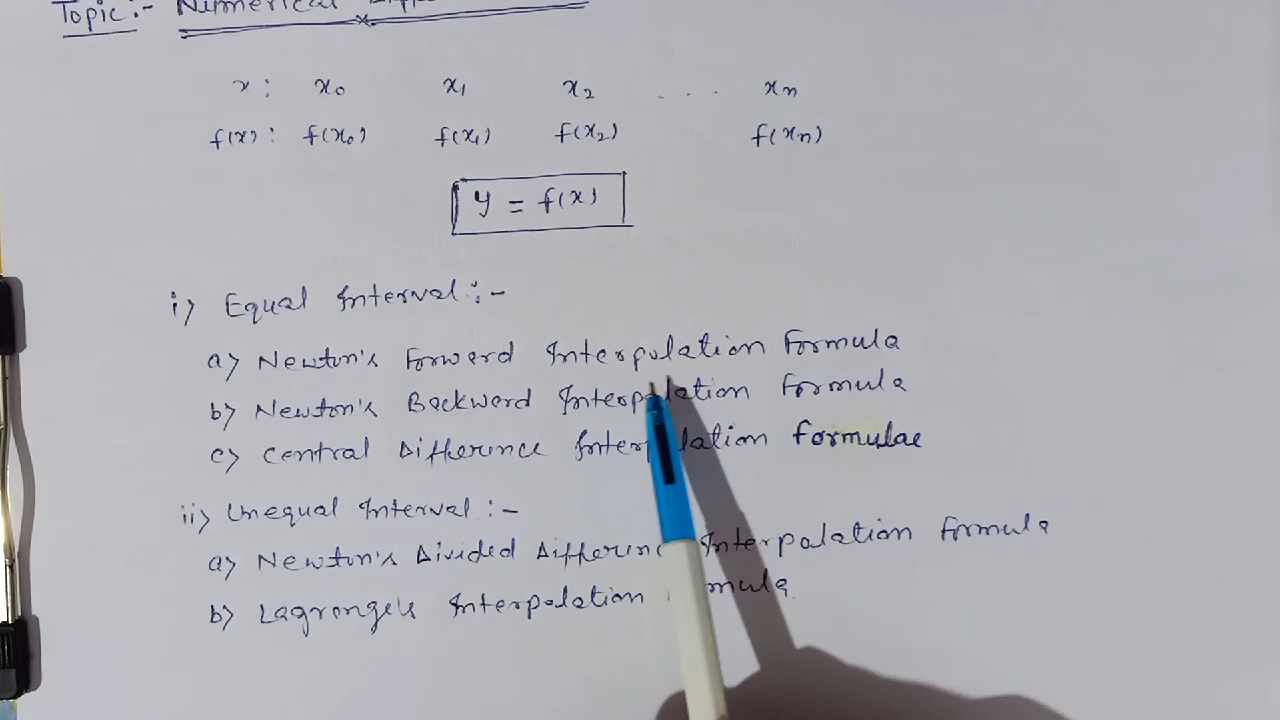 Topic:- Numerical
x: x₀ x₁ x₂ ... xₙ
f(x): f(x₀) f(x₁) f(x₂) f(xₙ)
y = f(x)
i) Equal Interval:-
a) Newton's Forward Interpolation Formula
b) Newton's Backward Interpolation Formula
c) Central Difference Interpolation formulae
ii) Unequal Interval:-
a) Newton's Divided Difference Interpolation Formula
b) Lagrange's Interpolation